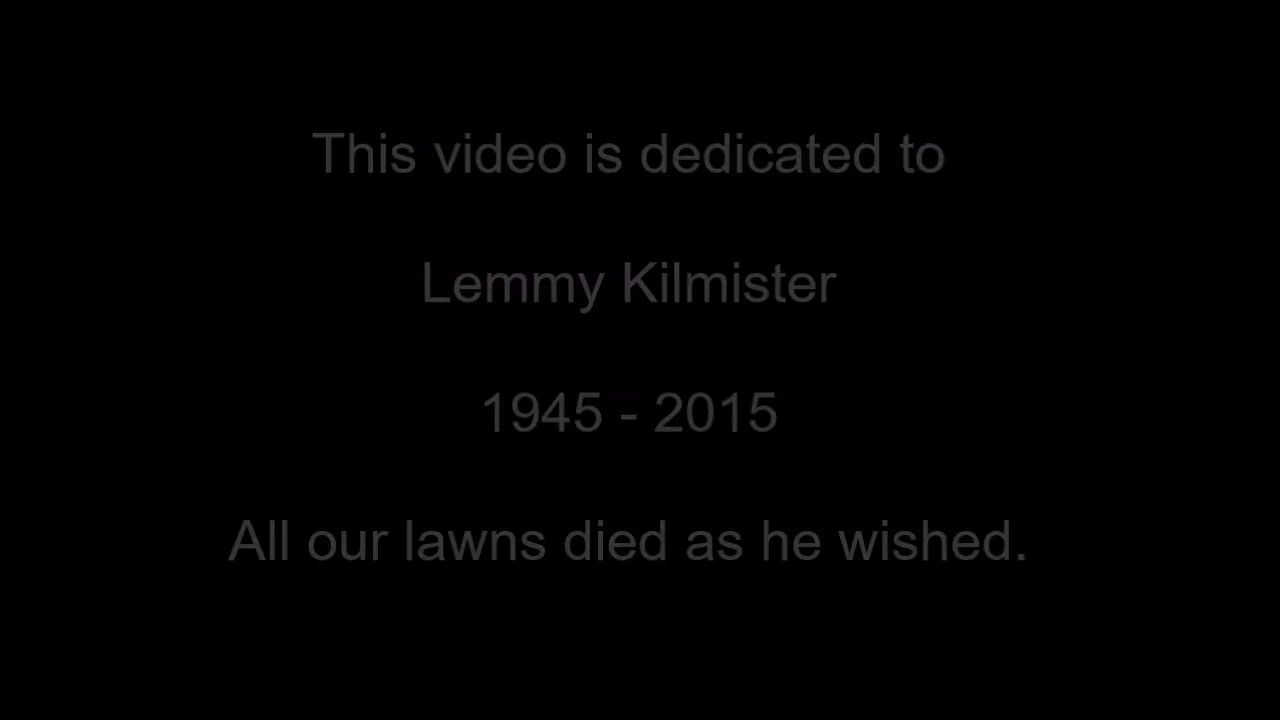 This video is dedicated to
Lemmy Kilmister
1945 - 2015
All our lawns died as he wished.